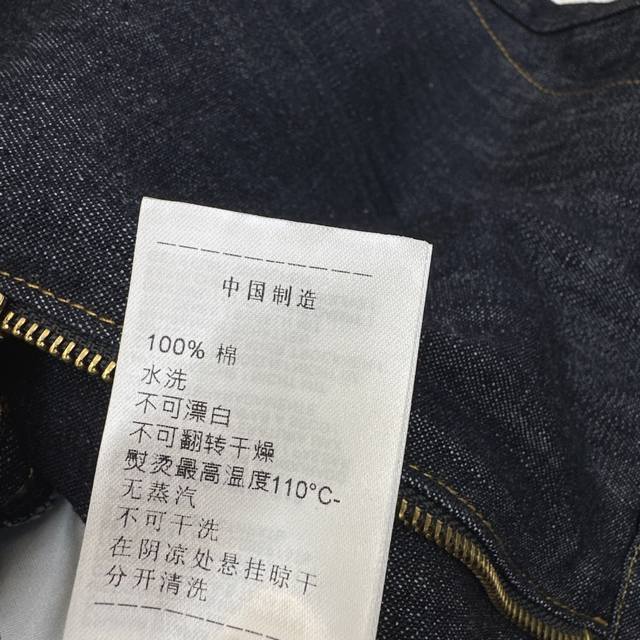 中国制造
100% 棉
水洗
不可漂白
不可翻转干燥
熨烫最高温度110°C-
无蒸汽
不可干洗
在阴凉处悬挂晾干
分开清洗